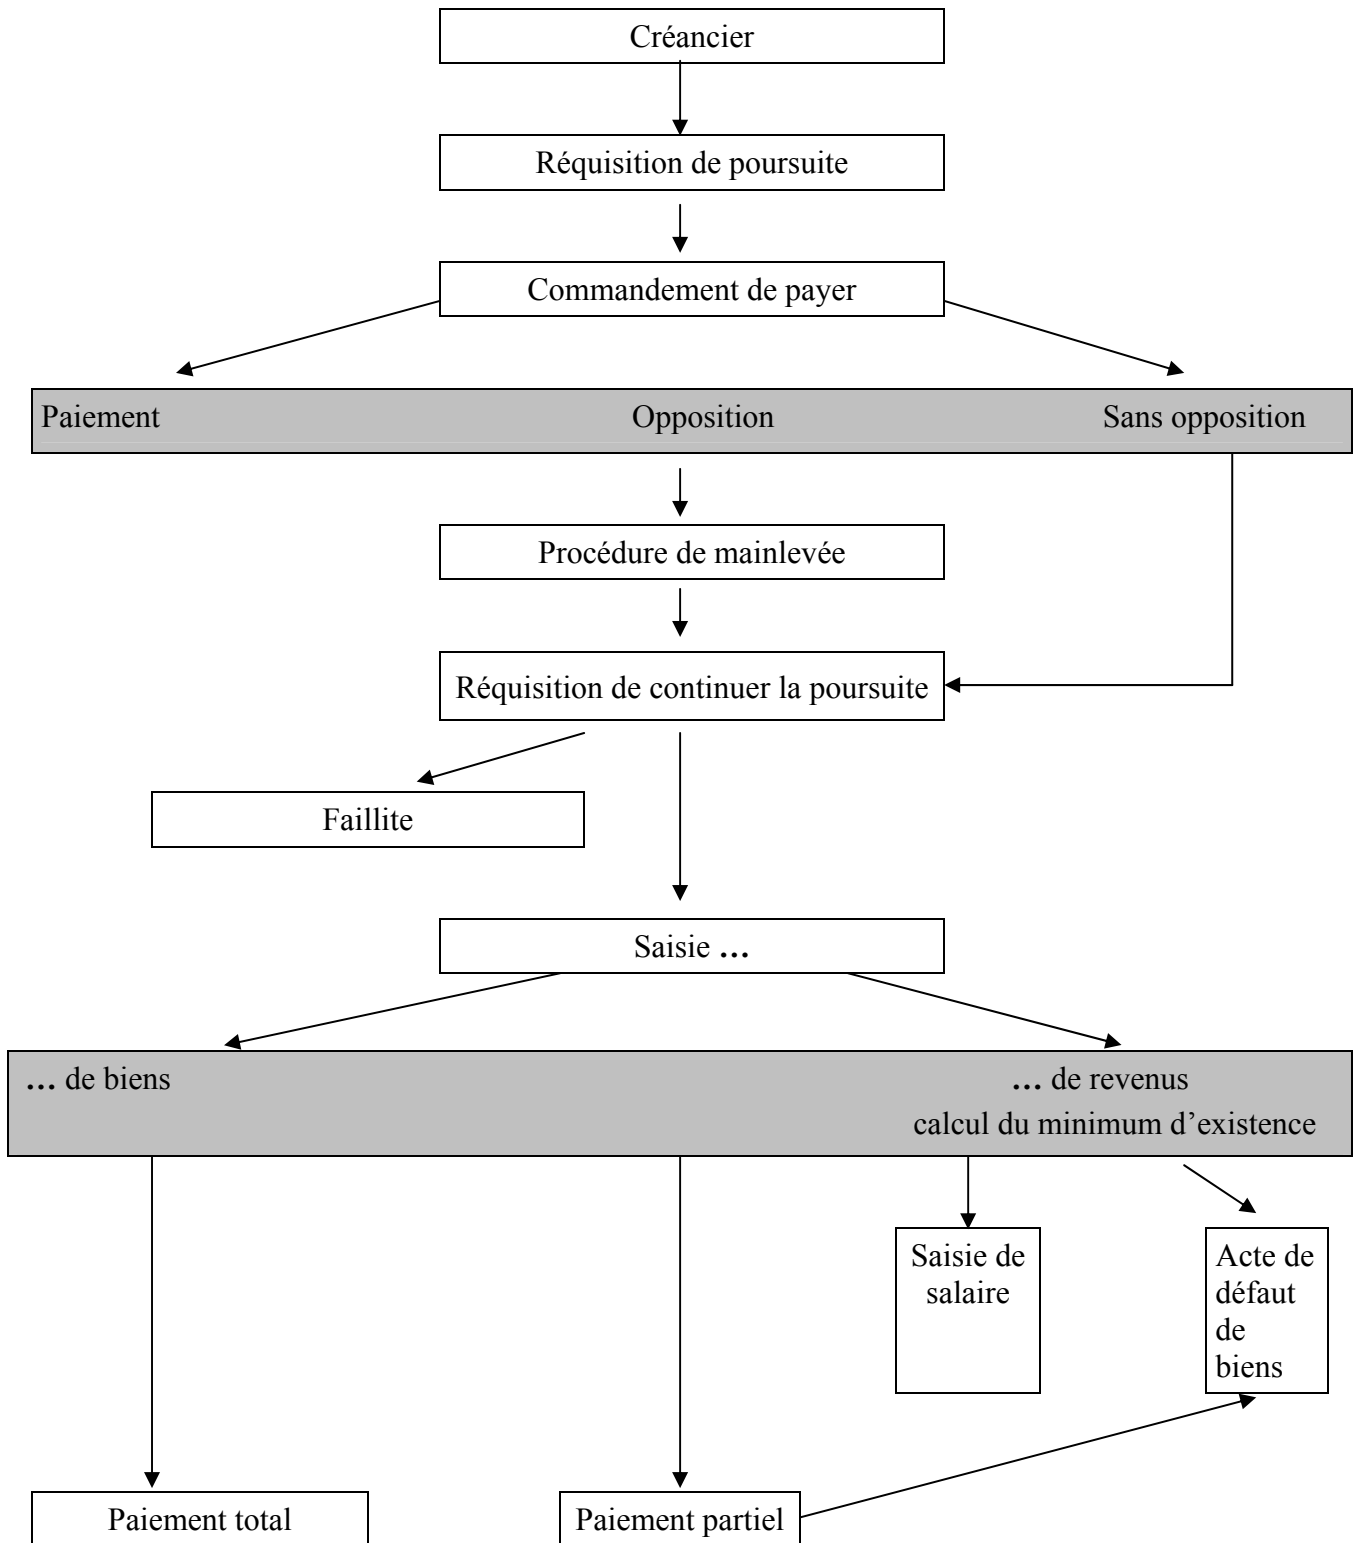 Créancier
Réquisition de poursuite
Commandement de payer
Paiement Opposition Sans opposition
Procédure de mainlevée
Réquisition de continuer la poursuite
Faillite
Saisie ...
... de biens ... de revenus
calcul du minimum d’existence
Saisie de
salaire
Acte de
défaut
de
biens
Paiement total Paiement partiel